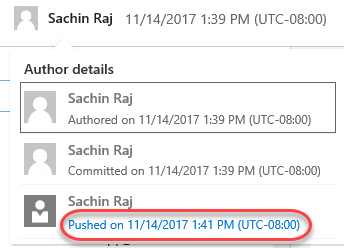 Sachin Raj 11/14/2017 1:39 PM (UTC-08:00)
Author details
Sachin Raj
Authored on 11/14/2017 1:39 PM (UTC-08:00)
Sachin Raj
Committed on 11/14/2017 1:39 PM (UTC-08:00)
Sachin Raj
Pushed on 11/14/2017 1:41 PM (UTC-08:00)